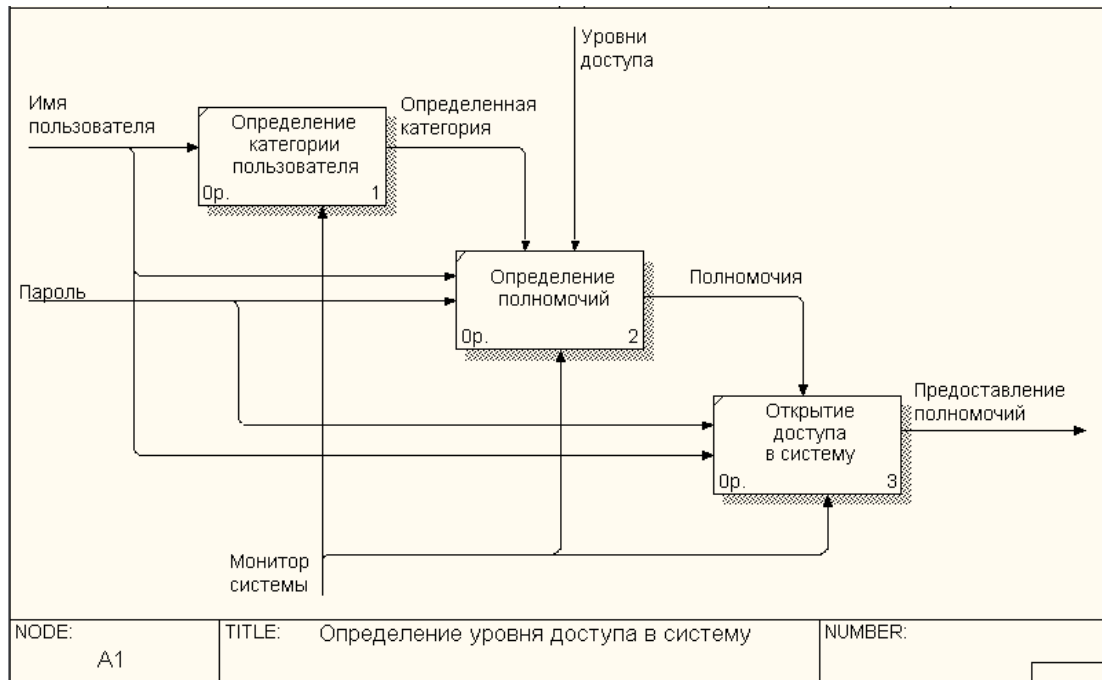 Уровни
доступа
Имя
пользователя
Определение
категории
пользователя
0р.
1
Определенная
категория
Пароль
Определение
полномочий
0р.
2
Полномочия
Открытие
доступа
в систему
0р.
3
Предоставление
полномочий
Монитор
системы
NODE:
A1
TITLE:
Определение уровня доступа в систему
NUMBER: